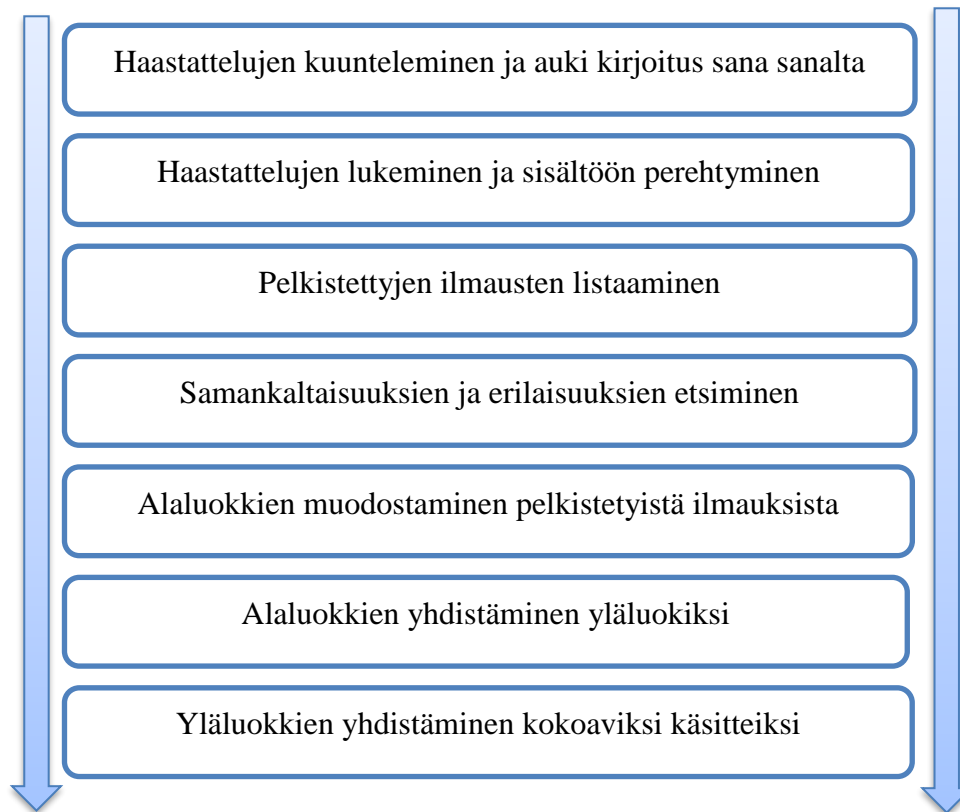 Haastattelujen kuunteleminen ja auki kirjoitus sana sanalta
Haastattelujen lukeminen ja sisältöön perehtyminen
Pelkistettyjen ilmausten listaaminen
Samankaltaisuuksien ja erilaisuuksien etsiminen
Alaluokkien muodostaminen pelkistetyistä ilmauksista
Alaluokkien yhdistäminen yläluokiksi
Yläluokkien yhdistäminen kokoaviksi käsitteiksi